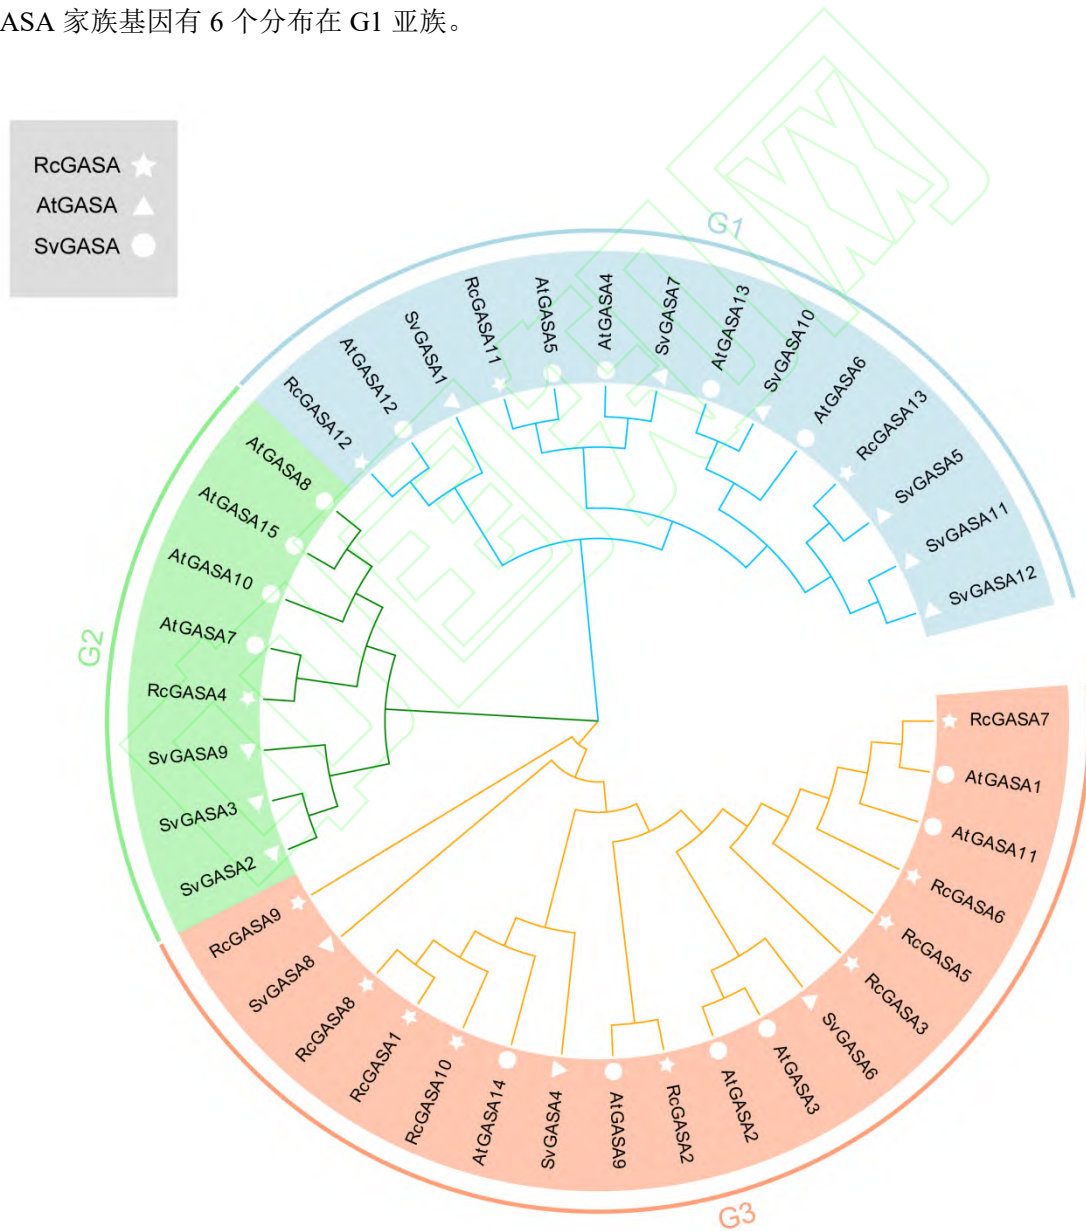 ASA 家族基因有 6 个分布在 G1 亚族。
RcGASA
AtGASA
SvGASA
G1
RcGASA12
AtGASA12
SvGASA1
RcGASA11
AtGASA5
AtGASA4
SvGASA7
AtGASA13
SvGASA10
AtGASA6
RcGASA13
SvGASA5
SvGASA11
SvGASA12
G2
AtGASA8
AtGASA15
AtGASA10
AtGASA7
RcGASA4
SvGASA9
SvGASA3
SvGASA2
RcGASA9
SvGASA8
RcGASA8
RcGASA1
RcGASA10
AtGASA14
SvGASA4
AtGASA9
RcGASA2
AtGASA2
AtGASA3
SvGASA6
RcGASA3
RcGASA5
RcGASA6
AtGASA11
AtGASA1
RcGASA7
G3